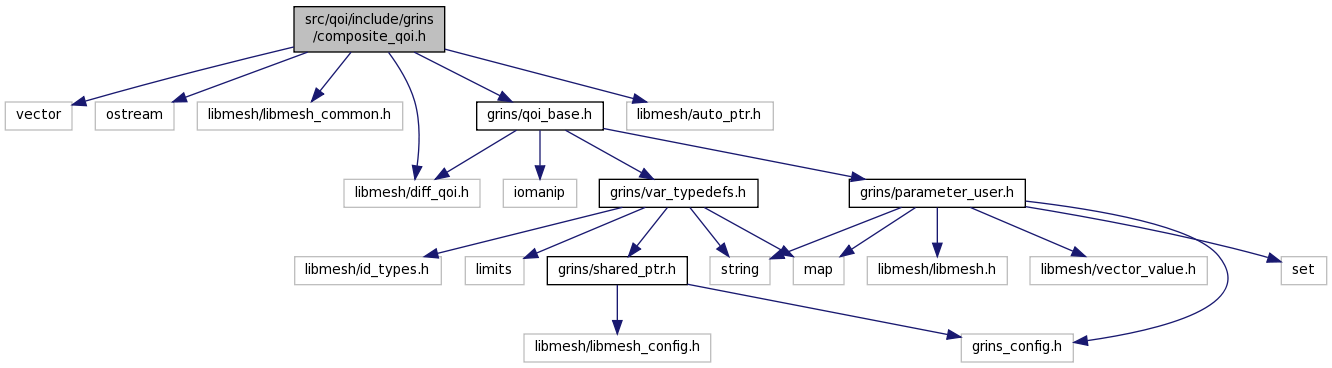 src/qoi/include/grins
/composite_qoi.h
vector
ostream
libmesh/libmesh_common.h
grins/qoi_base.h
libmesh/auto_ptr.h
libmesh/diff_qoi.h
iomanip
grins/var_typedefs.h
grins/parameter_user.h
libmesh/id_types.h
limits
grins/shared_ptr.h
string
map
libmesh/libmesh.h
libmesh/vector_value.h
set
libmesh/libmesh_config.h
grins_config.h